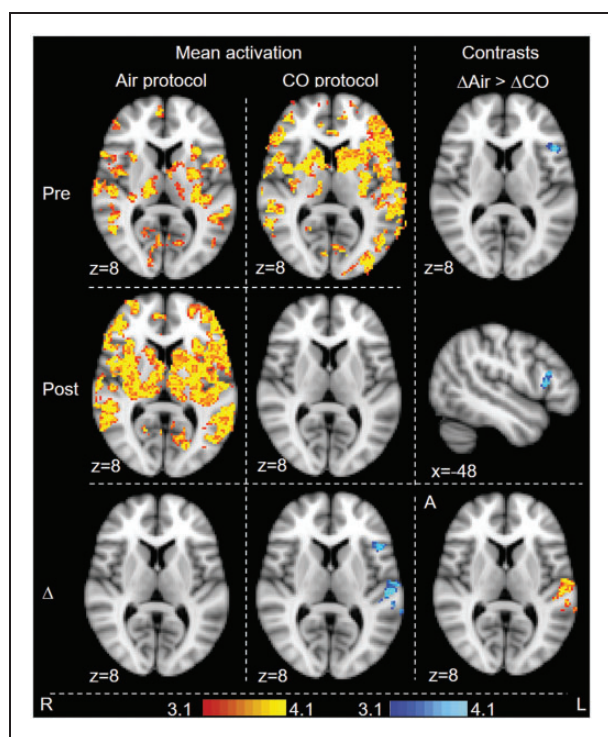 Mean activation Contrasts
Air protocol CO protocol ΔAir > ΔCO
Pre
z=8 z=8 z=8
Post
z=8 z=8 x=-48
A
Δ
z=8 z=8 z=8
R 3.1 4.1 3.1 4.1 L